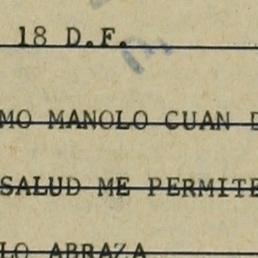 18 D.F.
MO MANOLO CUAN D
SALUD ME PERMITE
LO ABRAZA